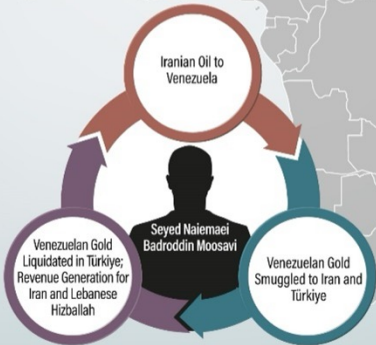 Iranian Oil to
Venezuela
Seyed Naiemaei
Badroddin Moosavi
Venezuelan Gold
Liquidated in Türkiye;
Revenue Generation for
Iran and Lebanese
Hizballah
Venezuelan Gold
Smuggled to Iran and
Türkiye